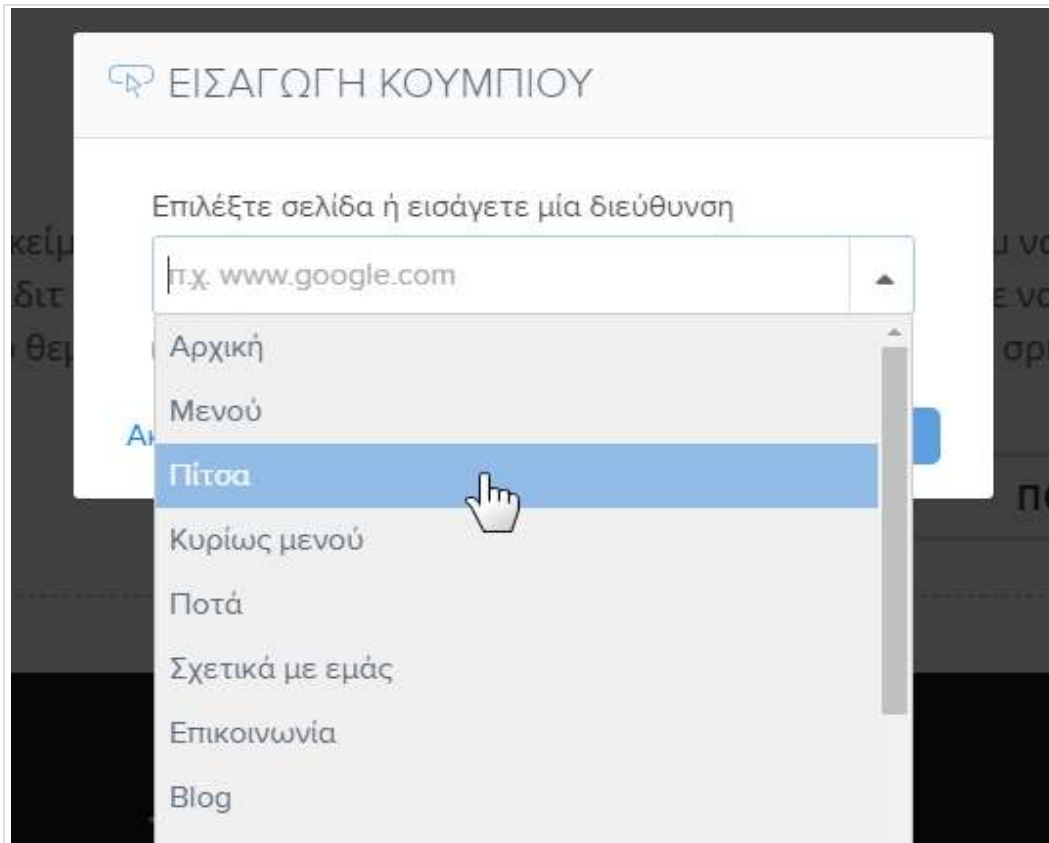 ΕΙΣΑΓΩΓΗ ΚΟΥΜΠΙΟΥ
Επιλέξτε σελίδα ή εισάγετε μία διεύθυνση
π.χ. www.google.com
Αρχική
Μενού
Πίτσα
Κυρίως μενού
Ποτά
Σχετικά με εμάς
Επικοινωνία
Blog